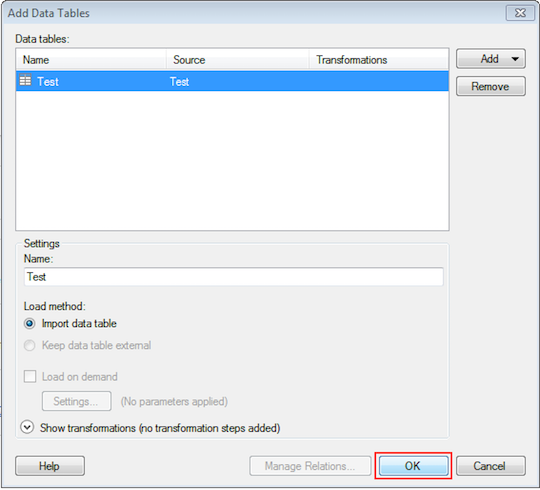 Add Data Tables
Data tables:
Name Source Transformations
Add
Test Test
Remove
Settings
Name:
Test
Load method:
Import data table
Keep data table external
Load on demand
Settings... (No parameters applied)
Show transformations (no transformation steps added)
Help Manage Relations... OK Cancel